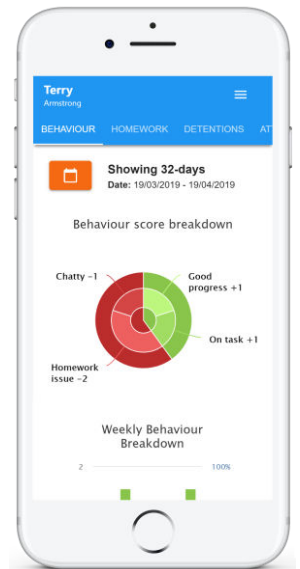 Terry
Armstrong
BEHAVIOUR HOMEWORK DETENTIONS AT
Showing 32-days
Date: 19/03/2019 - 19/04/2019
Behaviour score breakdown
Chatty −1
Good
progress +1
On task +1
Homework
issue −2
Weekly Behaviour
Breakdown
2
100%